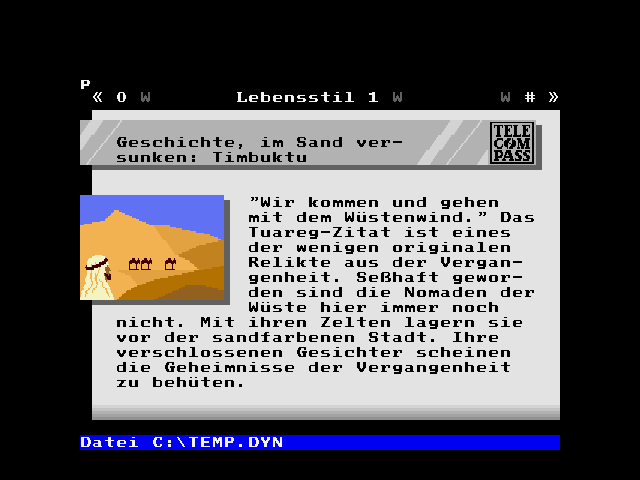 P
« O W Lebensstil 1 W W # »
Geschichte, im Sand ver-
sunken: Timbuktu
TELE
COM
PASS
"Wir kommen und gehen
mit dem Wüstenwind." Das
Tuareg-Zitat ist eines
der wenigen originalen
Relikte aus der Vergan-
genheit. Seßhaft gewor-
den sind die Nomaden der
Wüste hier immer noch
nicht. Mit ihren Zelten lagern sie
vor der sandfarbenen Stadt. Ihre
verschlossenen Gesichter scheinen
die Geheimnisse der Vergangenheit
zu behüten.
Datei C:\TEMP.DYN